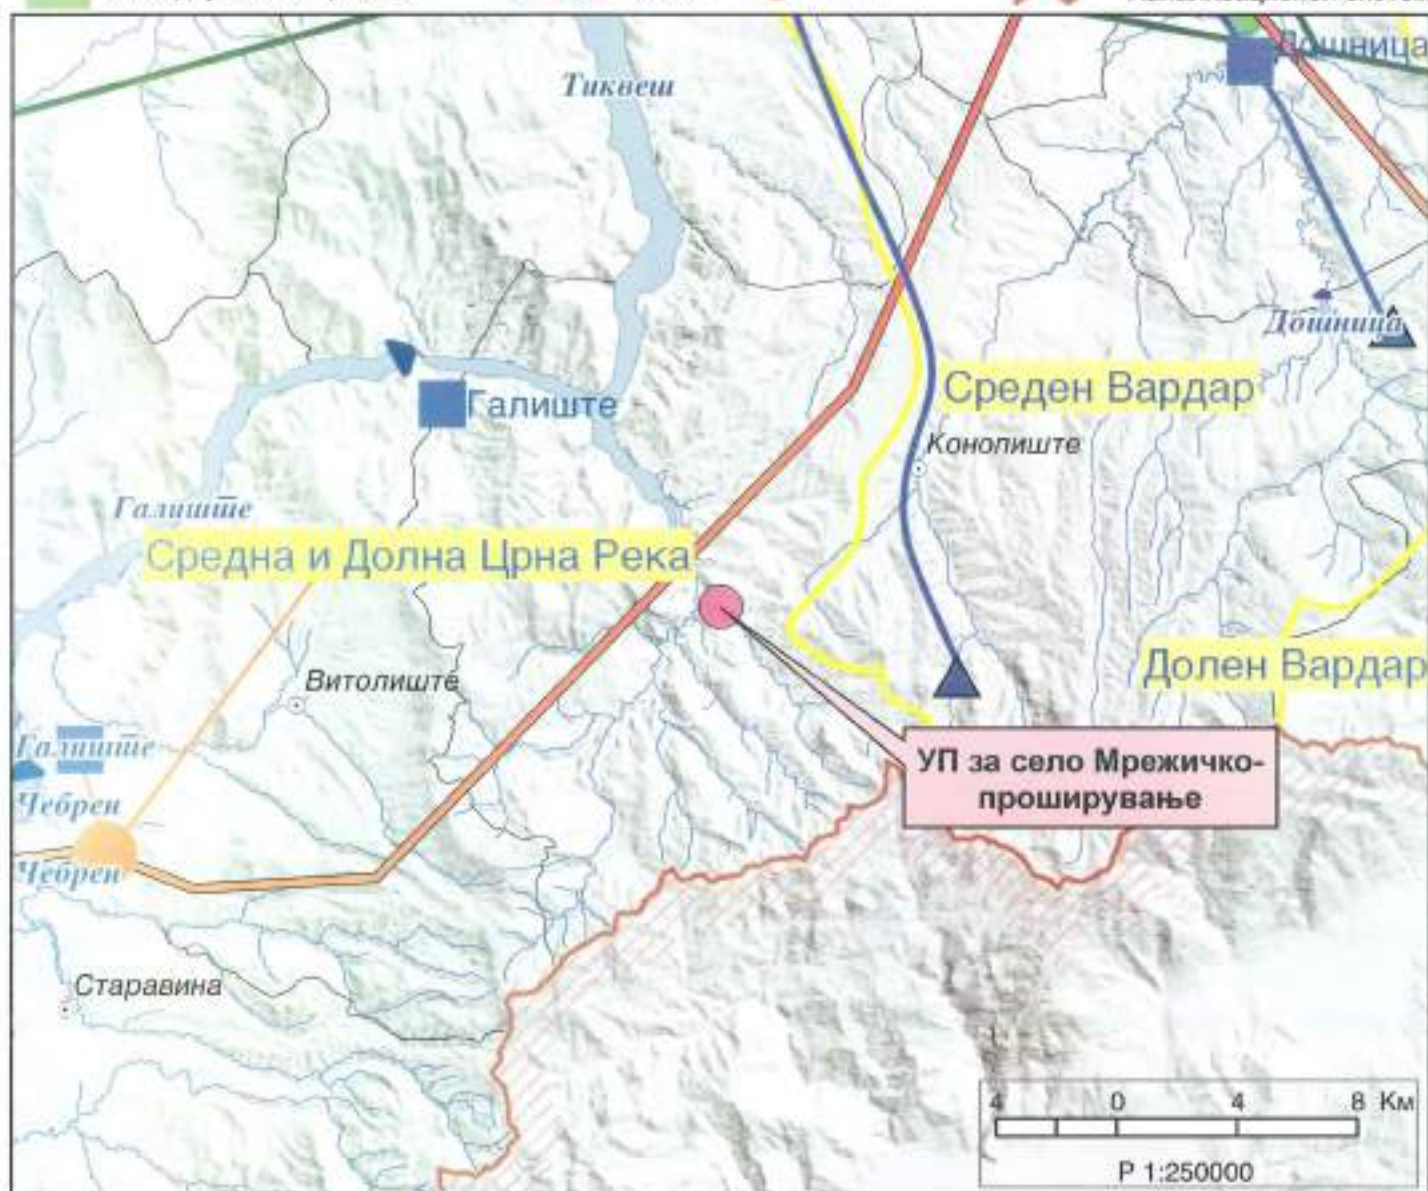 Дошница
Тиквеш
Дошница
Среден Вардар
Галиште
Конопиште
Галиште
Средна и Долна Црна Река
Витолиште
Долен Вардар
Галиште
УП за село Мрежичко-
проширување
Чебрен
Чебрен
Старавина
4 0 4 8 Км
Р 1:250000